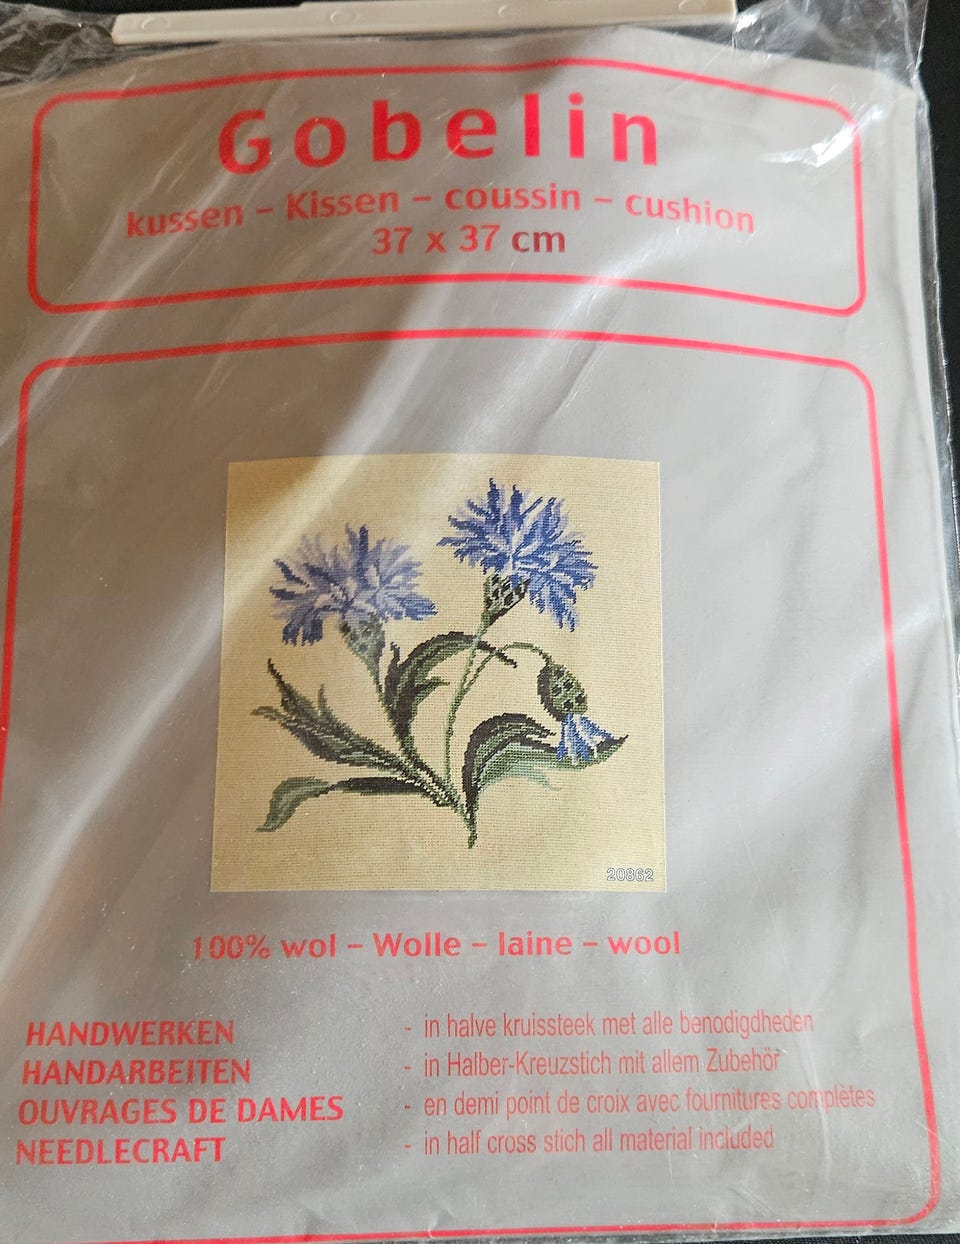 Gobelin
kussen – Kissen – coussin – cushion
37 x 37 cm
20862
100% wol – Wolle – laine – wool
HANDWERKEN - in halve kruissteek met alle benodigdheden
HANDARBEITEN - in Halber-Kreuzstich mit allem Zubehör
OUVRAGES DE DAMES - en demi point de croix avec fournitures complètes
NEEDLECRAFT - in half cross stich all material included